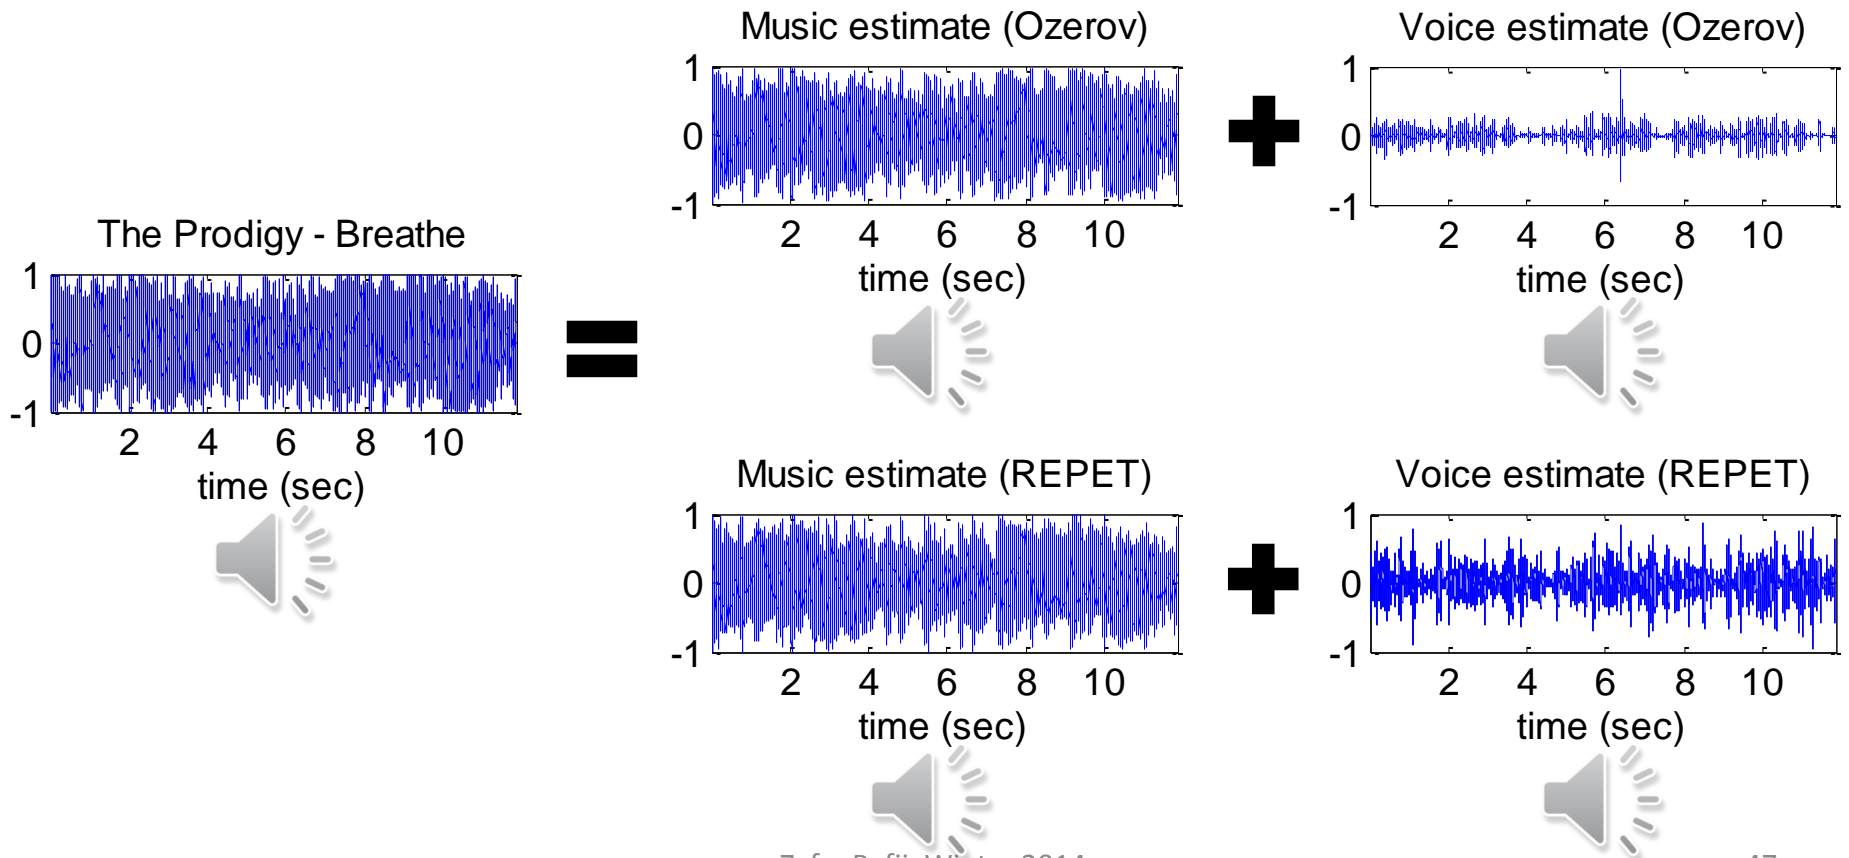 The Prodigy - Breathe
1
0
-1
2 4 6 8 10
time (sec)
=
Music estimate (Ozerov)
1
0
-1
2 4 6 8 10
time (sec)
+
Voice estimate (Ozerov)
1
0
-1
2 4 6 8 10
time (sec)
Music estimate (REPET)
1
0
-1
2 4 6 8 10
time (sec)
+
Voice estimate (REPET)
1
0
-1
2 4 6 8 10
time (sec)